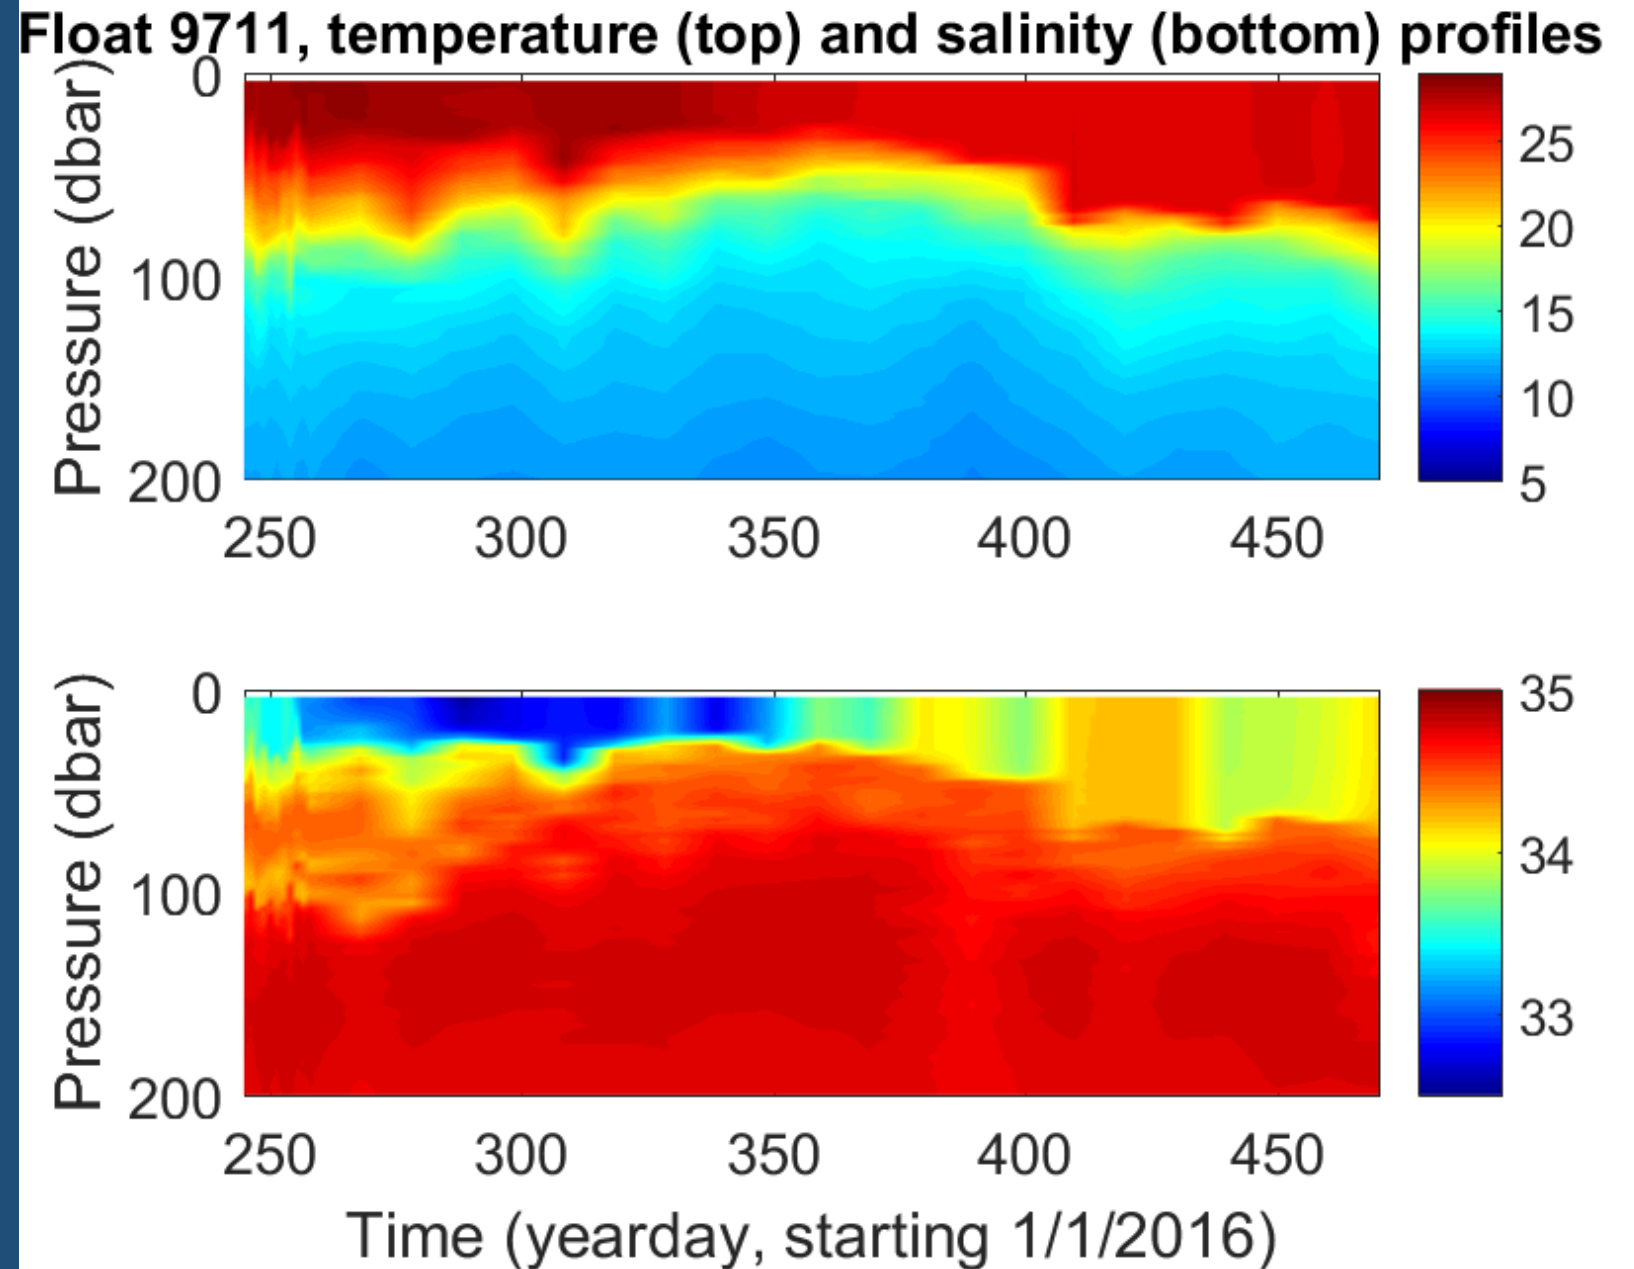 Float 9711, temperature (top) and salinity (bottom) profiles
Pressure (dbar)
0
100
200
250 300 350 400 450
25
20
15
10
5
Pressure (dbar)
0
100
200
250 300 350 400 450
35
34
33
Time (yearday, starting 1/1/2016)